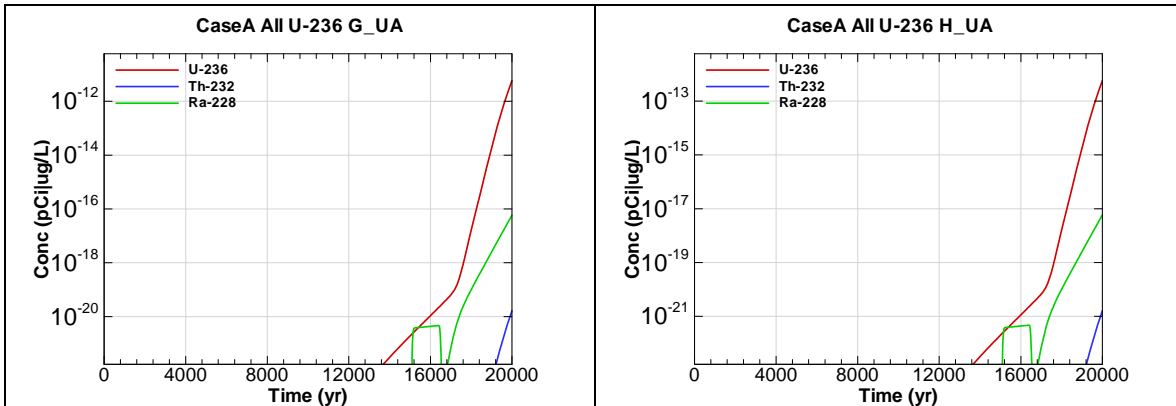 CaseA All U-236 G_UA
U-236
Th-232
Ra-228
10-12
10-14
10-16
10-18
10-20
Conc (pCi|ug/L)
0 4000 8000 12000 16000 20000
Time (yr)
CaseA All U-236 H_UA
U-236
Th-232
Ra-228
10-13
10-15
10-17
10-19
10-21
Conc (pCi|ug/L)
0 4000 8000 12000 16000 20000
Time (yr)